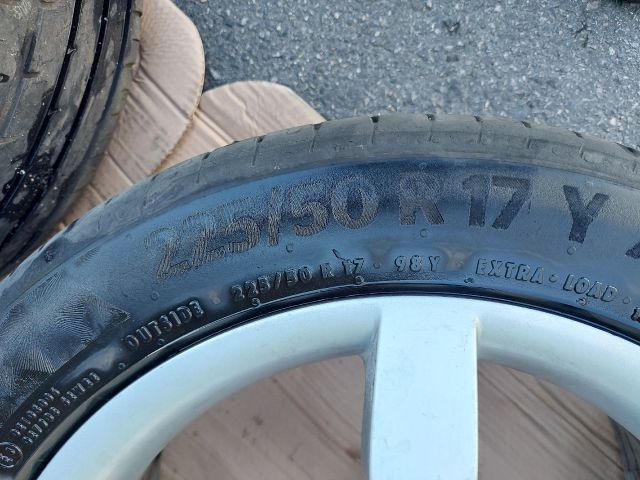 225/50 R 17 Y
OUTSIDE · 225/50 R 17 · 98 Y · EXTRA · LOAD ·